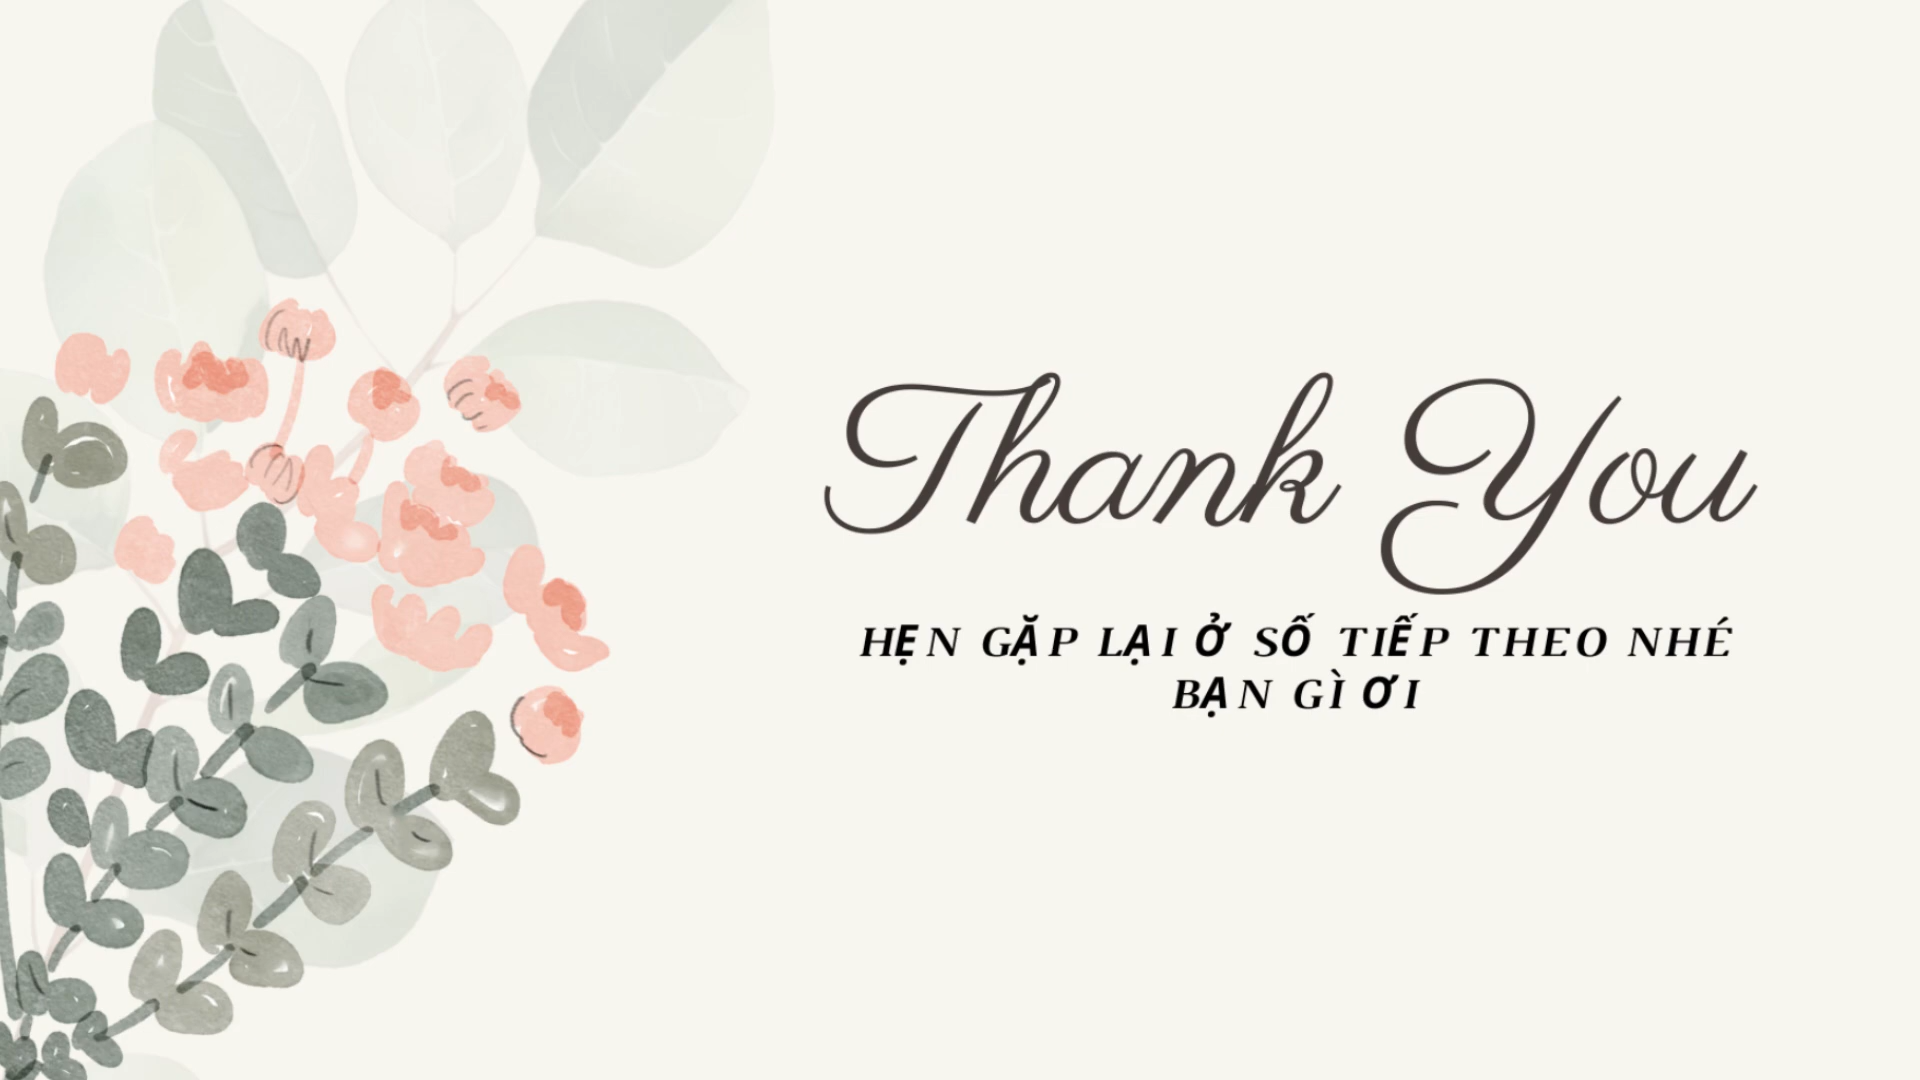 Thank You
HẸN GẶP LẠI Ở SỐ TIẾP THEO NHÉ
BẠN GÌ ƠI